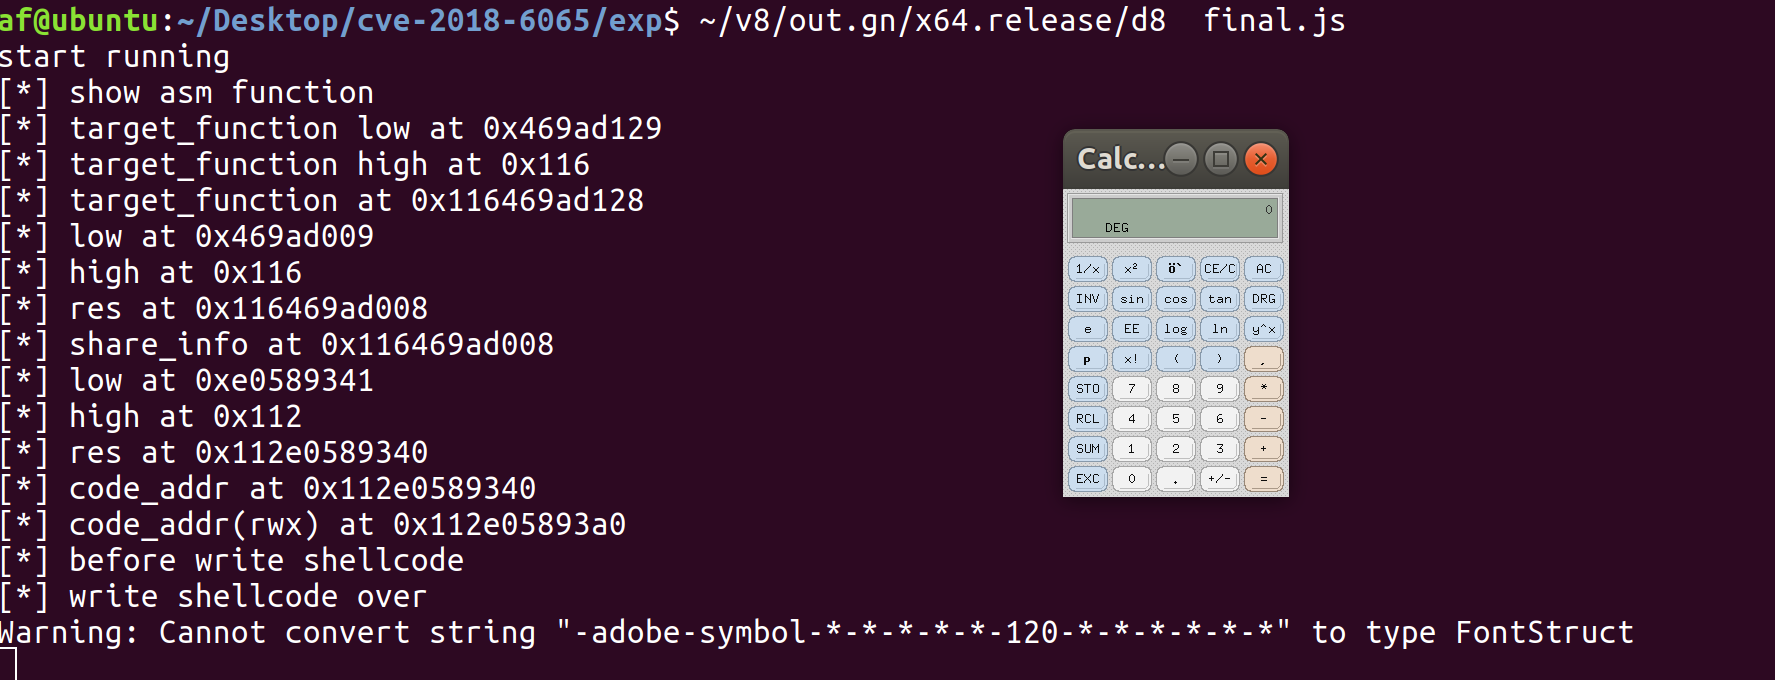 af@ubuntu:~/Desktop/cve-2018-6065/exp$ ~/v8/out.gn/x64.release/d8  final.js
start running
[*] show asm function
[*] target_function low at 0x469ad129
[*] target_function high at 0x116
[*] target_function at 0x116469ad128
[*] low at 0x469ad009
[*] high at 0x116
[*] res at 0x116469ad008
[*] share_info at 0x116469ad008
[*] low at 0xe0589341
[*] high at 0x112
[*] res at 0x112e0589340
[*] code_addr at 0x112e0589340
[*] code_addr(rwx) at 0x112e05893a0
[*] before write shellcode
[*] write shellcode over
Warning: Cannot convert string "-adobe-symbol-*-*-*-*-*-120-*-*-*-*-*-*" to type FontStruct
Calc...
0
DEG
1/x x² ö` CE/C AC
INV sin cos tan DRG
e EE log ln y^x
p x! ( ) ,
STO 7 8 9 *
RCL 4 5 6 -
SUM 1 2 3 +
EXC 0 . +/- =